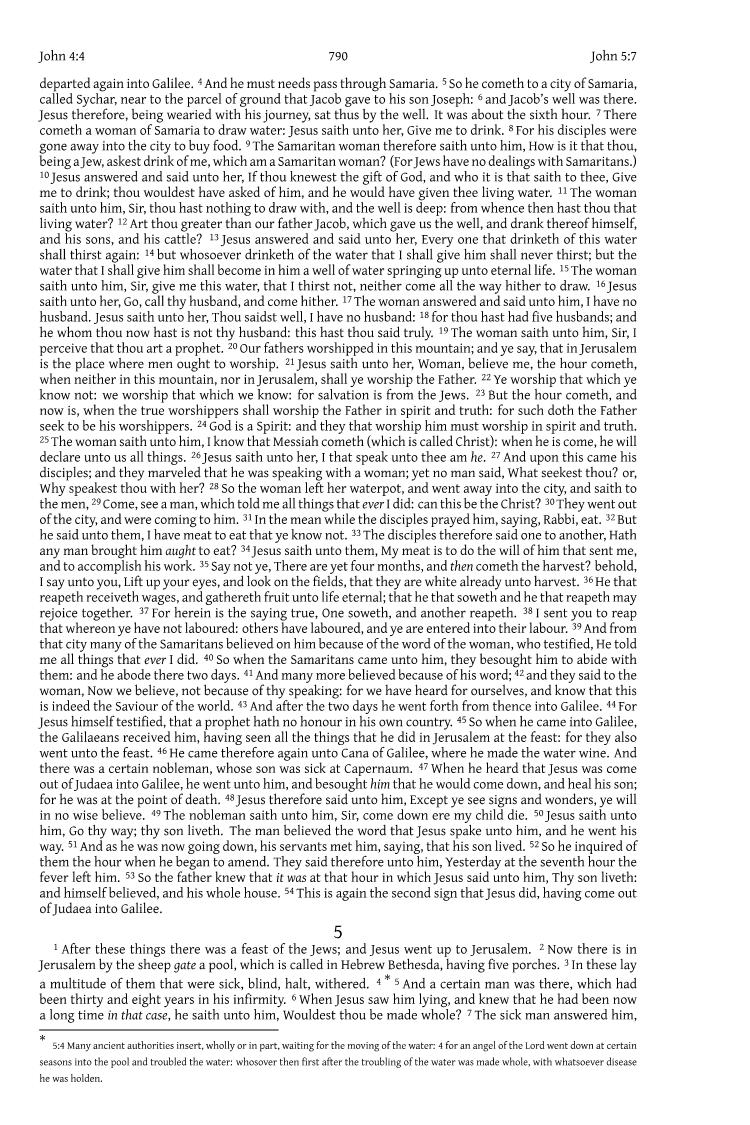 John 4:4 790 John 5:7
departed again into Galilee. 4 And he must needs pass through Samaria. 5 So he cometh to a city of Samaria,
called Sychar, near to the parcel of ground that Jacob gave to his son Joseph: 6 and Jacob's well was there.
Jesus therefore, being wearied with his journey, sat thus by the well. It was about the sixth hour. 7 There
cometh a woman of Samaria to draw water: Jesus saith unto her, Give me to drink. 8 For his disciples were
gone away into the city to buy food. 9 The Samaritan woman therefore saith unto him, How is it that thou,
being a Jew, askest drink of me, which am a Samaritan woman? (For Jews have no dealings with Samaritans.)
10 Jesus answered and said unto her, If thou knewest the gift of God, and who it is that saith to thee, Give
me to drink; thou wouldest have asked of him, and he would have given thee living water. 11 The woman
saith unto him, Sir, thou hast nothing to draw with, and the well is deep: from whence then hast thou that
living water? 12 Art thou greater than our father Jacob, which gave us the well, and drank thereof himself,
and his sons, and his cattle? 13 Jesus answered and said unto her, Every one that drinketh of this water
shall thirst again: 14 but whosoever drinketh of the water that I shall give him shall never thirst; but the
water that I shall give him shall become in him a well of water springing up unto eternal life. 15 The woman
saith unto him, Sir, give me this water, that I thirst not, neither come all the way hither to draw. 16 Jesus
saith unto her, Go, call thy husband, and come hither. 17 The woman answered and said unto him, I have no
husband. Jesus saith unto her, Thou saidst well, I have no husband: 18 for thou hast had five husbands; and
he whom thou now hast is not thy husband: this hast thou said truly. 19 The woman saith unto him, Sir, I
perceive that thou art a prophet. 20 Our fathers worshipped in this mountain; and ye say, that in Jerusalem
is the place where men ought to worship. 21 Jesus saith unto her, Woman, believe me, the hour cometh,
when neither in this mountain, nor in Jerusalem, shall ye worship the Father. 22 Ye worship that which ye
know not: we worship that which we know: for salvation is from the Jews. 23 But the hour cometh, and
now is, when the true worshippers shall worship the Father in spirit and truth: for such doth the Father
seek to be his worshippers. 24 God is a Spirit: and they that worship him must worship in spirit and truth.
25 The woman saith unto him, I know that Messiah cometh (which is called Christ): when he is come, he will
declare unto us all things. 26 Jesus saith unto her, I that speak unto thee am he. 27 And upon this came his
disciples; and they marveled that he was speaking with a woman; yet no man said, What seekest thou? or,
Why speakest thou with her? 28 So the woman left her waterpot, and went away into the city, and saith to
the men, 29 Come, see a man, which told me all things that ever I did: can this be the Christ? 30 They went out
of the city, and were coming to him. 31 In the mean while the disciples prayed him, saying, Rabbi, eat. 32 But
he said unto them, I have meat to eat that ye know not. 33 The disciples therefore said one to another, Hath
any man brought him aught to eat? 34 Jesus saith unto them, My meat is to do the will of him that sent me,
and to accomplish his work. 35 Say not ye, There are yet four months, and then cometh the harvest? behold,
I say unto you, Lift up your eyes, and look on the fields, that they are white already unto harvest. 36 He that
reapeth receiveth wages, and gathereth fruit unto life eternal; that he that soweth and he that reapeth may
rejoice together. 37 For herein is the saying true, One soweth, and another reapeth. 38 I sent you to reap
that whereon ye have not laboured: others have laboured, and ye are entered into their labour. 39 And from
that city many of the Samaritans believed on him because of the word of the woman, who testified, He told
me all things that ever I did. 40 So when the Samaritans came unto him, they besought him to abide with
them: and he abode there two days. 41 And many more believed because of his word; 42 and they said to the
woman, Now we believe, not because of thy speaking: for we have heard for ourselves, and know that this
is indeed the Saviour of the world. 43 And after the two days he went forth from thence into Galilee. 44 For
Jesus himself testified, that a prophet hath no honour in his own country. 45 So when he came into Galilee,
the Galilaeans received him, having seen all the things that he did in Jerusalem at the feast: for they also
went unto the feast. 46 He came therefore again unto Cana of Galilee, where he made the water wine. And
there was a certain nobleman, whose son was sick at Capernaum. 47 When he heard that Jesus was come
out of Judaea into Galilee, he went unto him, and besought him that he would come down, and heal his son;
for he was at the point of death. 48 Jesus therefore said unto him, Except ye see signs and wonders, ye will
in no wise believe. 49 The nobleman saith unto him, Sir, come down ere my child die. 50 Jesus saith unto
him, Go thy way; thy son liveth. The man believed the word that Jesus spake unto him, and he went his
way. 51 And as he was now going down, his servants met him, saying, that his son lived. 52 So he inquired of
them the hour when he began to amend. They said therefore unto him, Yesterday at the seventh hour the
fever left him. 53 So the father knew that it was at that hour in which Jesus said unto him, Thy son liveth:
and himself believed, and his whole house. 54 This is again the second sign that Jesus did, having come out
of Judaea into Galilee.
5
1 After these things there was a feast of the Jews; and Jesus went up to Jerusalem. 2 Now there is in
Jerusalem by the sheep gate a pool, which is called in Hebrew Bethesda, having five porches. 3 In these lay
a multitude of them that were sick, blind, halt, withered. 4 * 5 And a certain man was there, which had
been thirty and eight years in his infirmity. 6 When Jesus saw him lying, and knew that he had been now
a long time in that case, he saith unto him, Wouldest thou be made whole? 7 The sick man answered him,
* 5:4 Many ancient authorities insert, wholly or in part, waiting for the moving of the water: 4 for an angel of the Lord went down at certain
seasons into the pool and troubled the water: whosover then first after the troubling of the water was made whole, with whatsoever disease
he was holden.